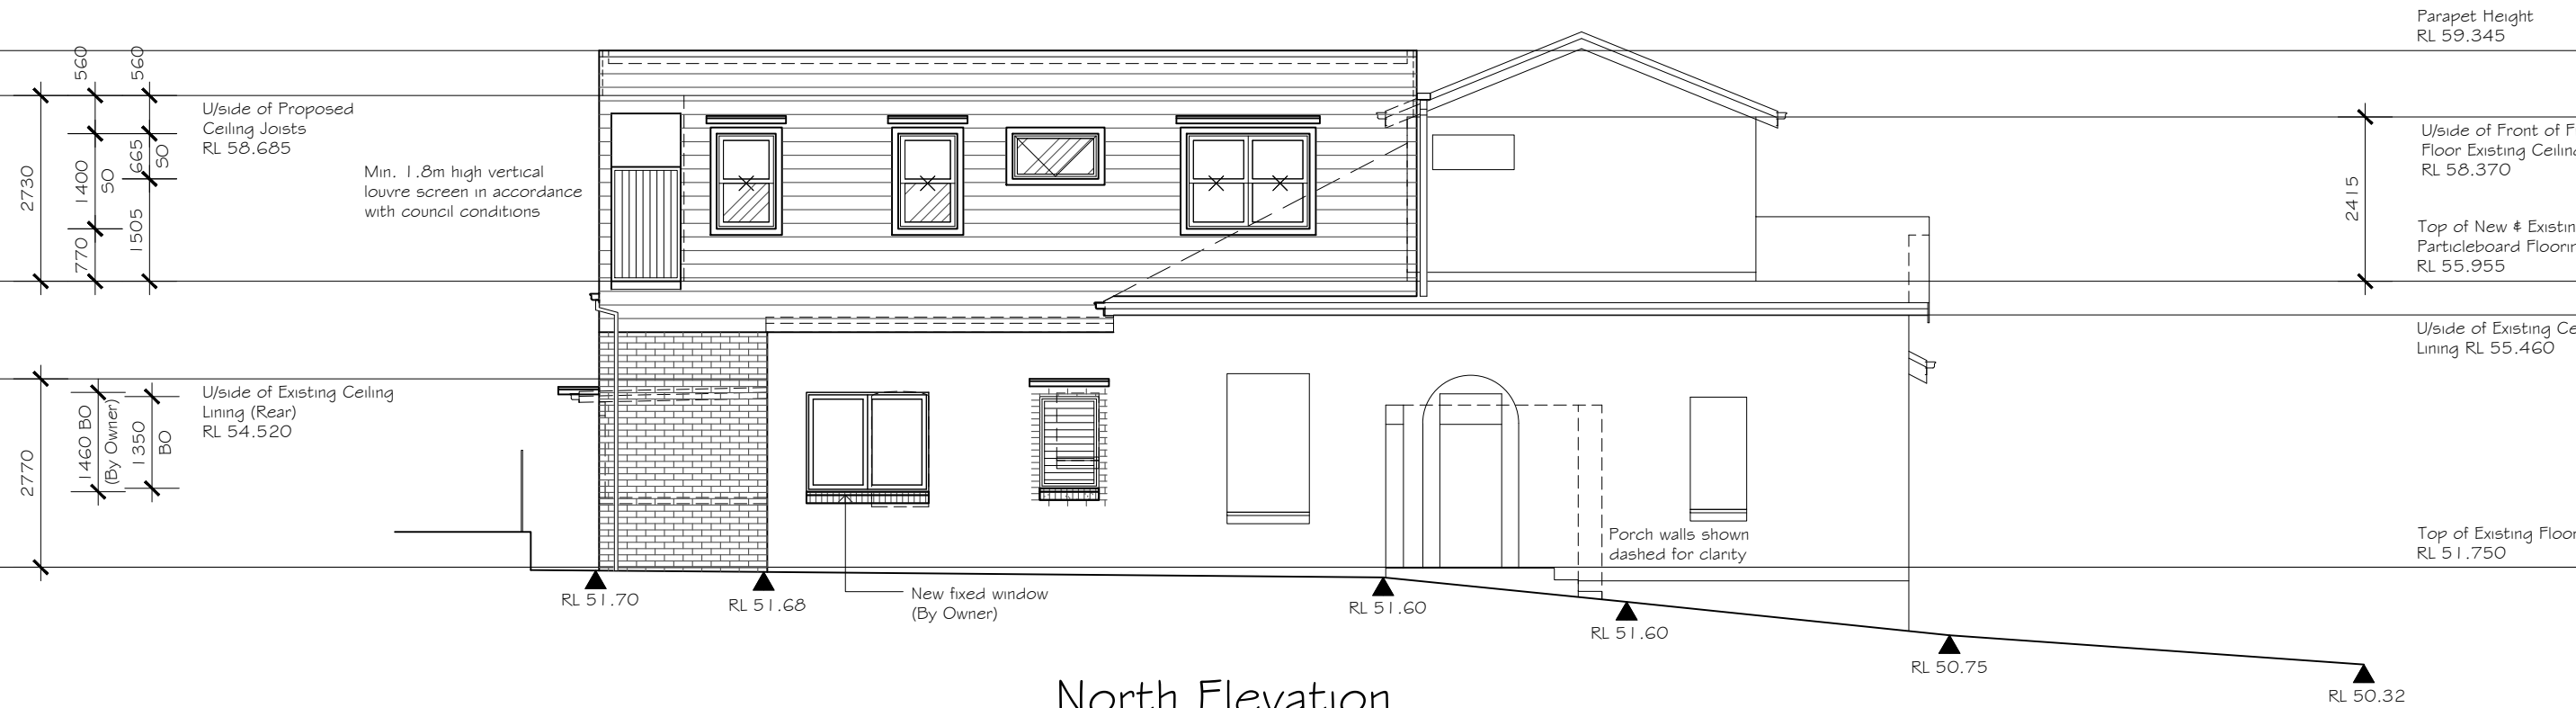 Parapet Height
RL 59.345
560
560
U/side of Proposed
Ceiling Joists
RL 58.685
2730
1400
SO
665
SO
770
1505
Min. 1.8m high vertical
louvre screen in accordance
with council conditions
U/side of Front of F
Floor Existing Ceilin
RL 58.370
2415
Top of New & Existin
Particleboard Floorin
RL 55.955
U/side of Existing Ce
Lining RL 55.460
U/side of Existing Ceiling
Lining (Rear)
RL 54.520
2770
1460 BO
(By Owner)
1350
BO
Porch walls shown
dashed for clarity
Top of Existing Floor
RL 51.750
New fixed window
(By Owner)
RL 51.70
RL 51.68
RL 51.60
RL 51.60
RL 50.75
RL 50.32
North Elevation